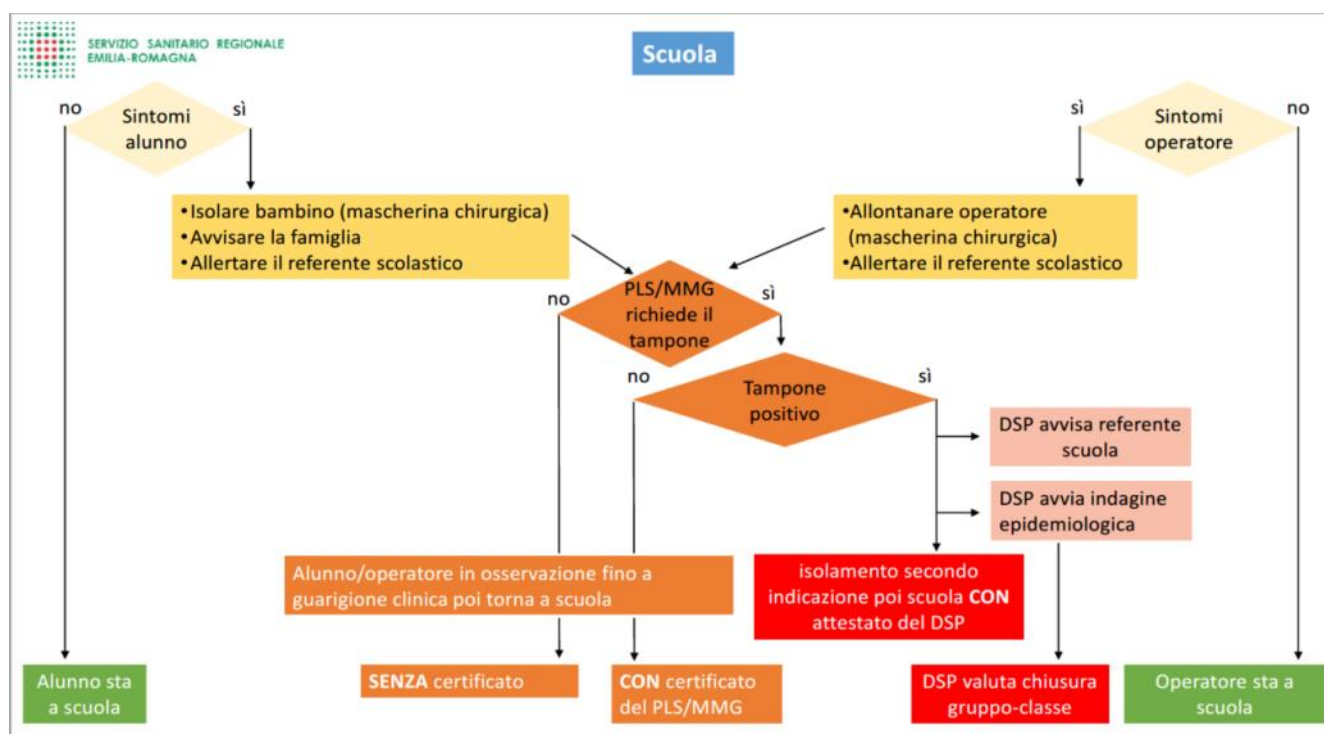 SERVIZIO SANITARIO REGIONALE
EMILIA-ROMAGNA
Scuola
no
Sintomi
alunno
sì
sì
Sintomi
operatore
no
•Isolare bambino (mascherina chirurgica)
•Avvisare la famiglia
•Allertare il referente scolastico
•Allontanare operatore
(mascherina chirurgica)
•Allertare il referente scolastico
no
PLS/MMG
richiede il
tampone
sì
no
Tampone
positivo
sì
DSP avvisa referente
scuola
DSP avvia indagine
epidemiologica
Alunno/operatore in osservazione fino a
guarigione clinica poi torna a scuola
isolamento secondo
indicazione poi scuola CON
attestato del DSP
Alunno sta
a scuola
SENZA certificato
CON certificato
del PLS/MMG
DSP valuta chiusura
gruppo-classe
Operatore sta a
scuola